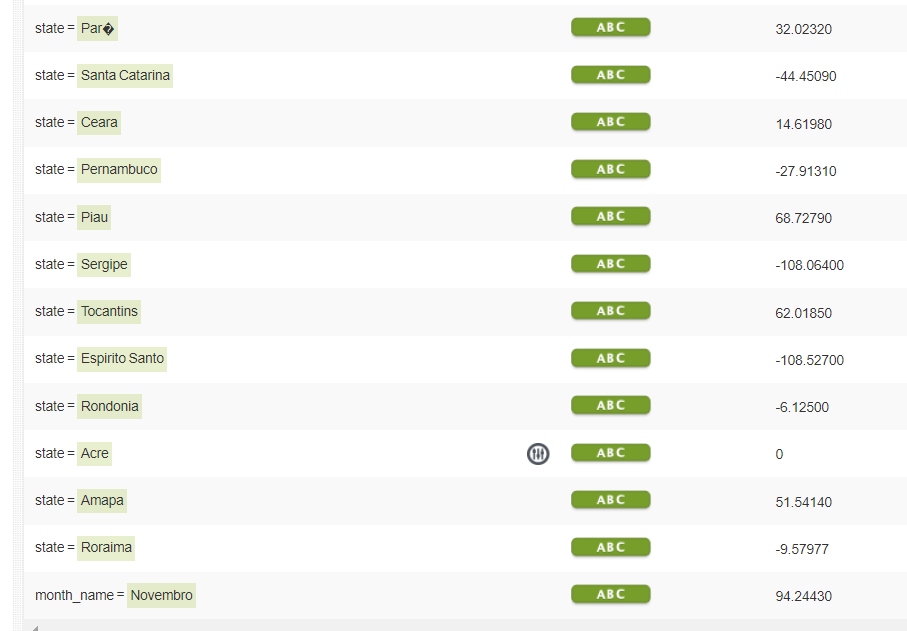 state = Par� ABC 32.02320
state = Santa Catarina ABC -44.45090
state = Ceara ABC 14.61980
state = Pernambuco ABC -27.91310
state = Piau ABC 68.72790
state = Sergipe ABC -108.06400
state = Tocantins ABC 62.01850
state = Espirito Santo ABC -108.52700
state = Rondonia ABC -6.12500
state = Acre ABC 0
state = Amapa ABC 51.54140
state = Roraima ABC -9.57977
month_name = Novembro ABC 94.24430